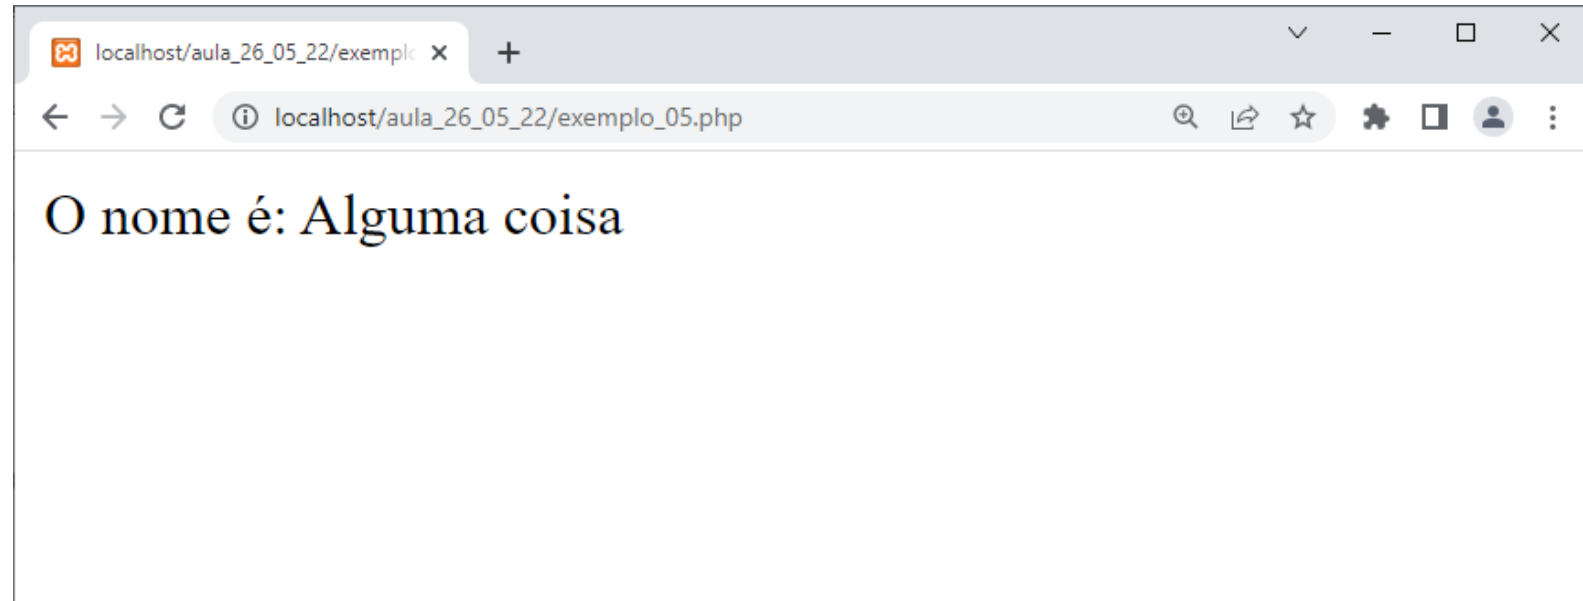 localhost/aula_26_05_22/exempl
localhost/aula_26_05_22/exemplo_05.php
O nome é: Alguma coisa